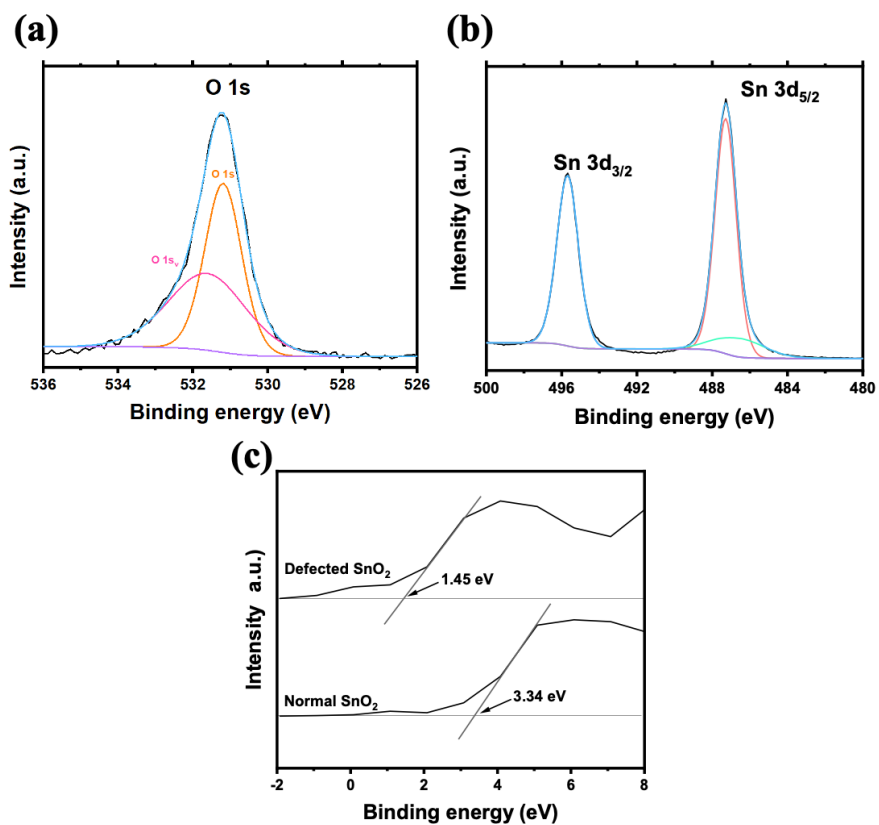 (a)
O 1s
O 1s
O 1sᵥ
Intensity (a.u.)
536 534 532 530 528 526
Binding energy (eV)
(b)
Sn 3d₅/₂
Sn 3d₃/₂
Intensity (a.u.)
500 496 492 488 484 480
Binding energy (eV)
(c)
Defected SnO₂
1.45 eV
Normal SnO₂
3.34 eV
Intensity a.u.)
-2 0 2 4 6 8
Binding energy (eV)